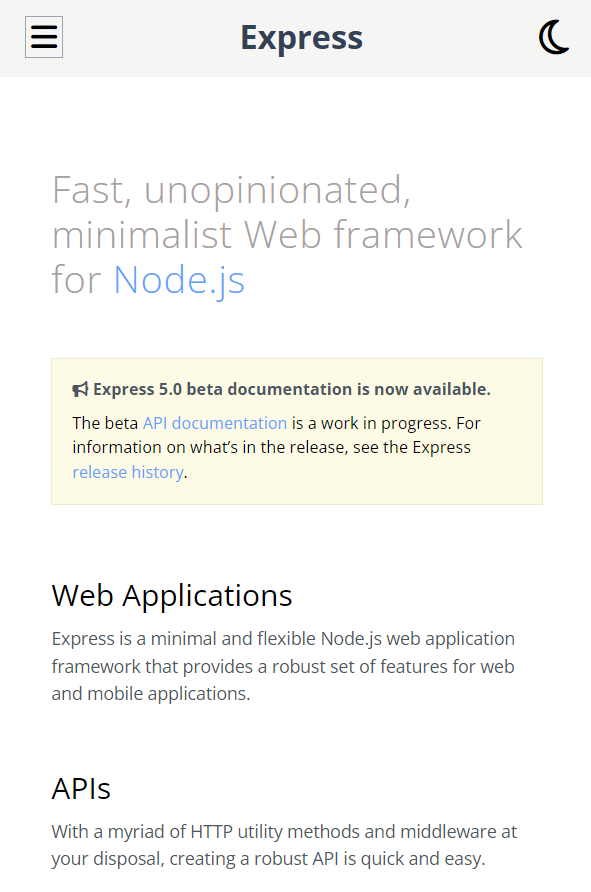 Express
Fast, unopinionated,
minimalist Web framework
for Node.js
Express 5.0 beta documentation is now available.
The beta API documentation is a work in progress. For
information on what’s in the release, see the Express
release history.
Web Applications
Express is a minimal and flexible Node.js web application
framework that provides a robust set of features for web
and mobile applications.
APIs
With a myriad of HTTP utility methods and middleware at
your disposal, creating a robust API is quick and easy.